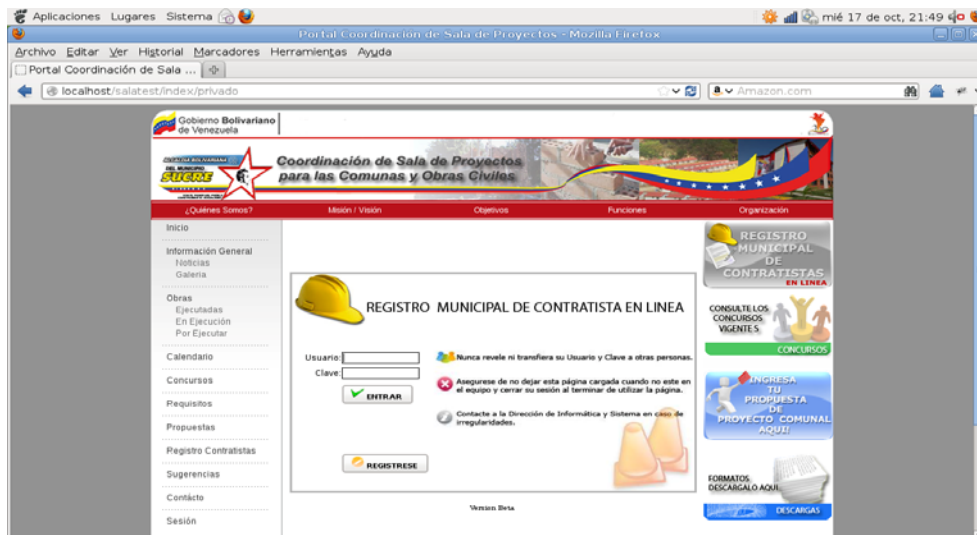 Aplicaciones Lugares Sistema
mié 17 de oct, 21:49
Portal Coordinación de Sala de Proyectos - Mozilla Firefox
Archivo Editar Ver Historial Marcadores Herramientas Ayuda
Portal Coordinación de Sala ...
localhost/salatest/index/privado
Amazon.com
Gobierno Bolivariano
de Venezuela
ALCALDIA BOLIVARIANA
DEL MUNICIPIO
SUCRE
Coordinación de Sala de Proyectos
para las Comunas y Obras Civiles
¿Quiénes Somos? Misión / Visión Objetivos Funciones Organización
Inicio
Información General
Noticias
Galeria
Obras
Ejecutadas
En Ejecución
Por Ejecutar
Calendario
Concursos
Requisitos
Propuestas
Registro Contratistas
Sugerencias
Contácto
Sesión
REGISTRO MUNICIPAL DE CONTRATISTA EN LINEA
Usuario:
Clave:
ENTRAR
REGISTRESE
Nunca revele ni transfiera su Usuario y Clave a otras personas.
Asegurese de no dejar esta página cargada cuando no este en
el equipo y cerrar su sesión al terminar de utilizar la página.
Contacte a la Dirección de Informática y Sistema en caso de
irregularidades.
Version Beta
REGISTRO
MUNICIPAL
DE
CONTRATISTAS
EN LINEA
CONSULTE LOS
CONCURSOS
VIGENTES
CONCURSOS
INGRESA
TU
PROPUESTA
DE
PROYECTO COMUNAL
AQUI!
FORMATOS
DESCARGALO AQUI
DESCARGAS